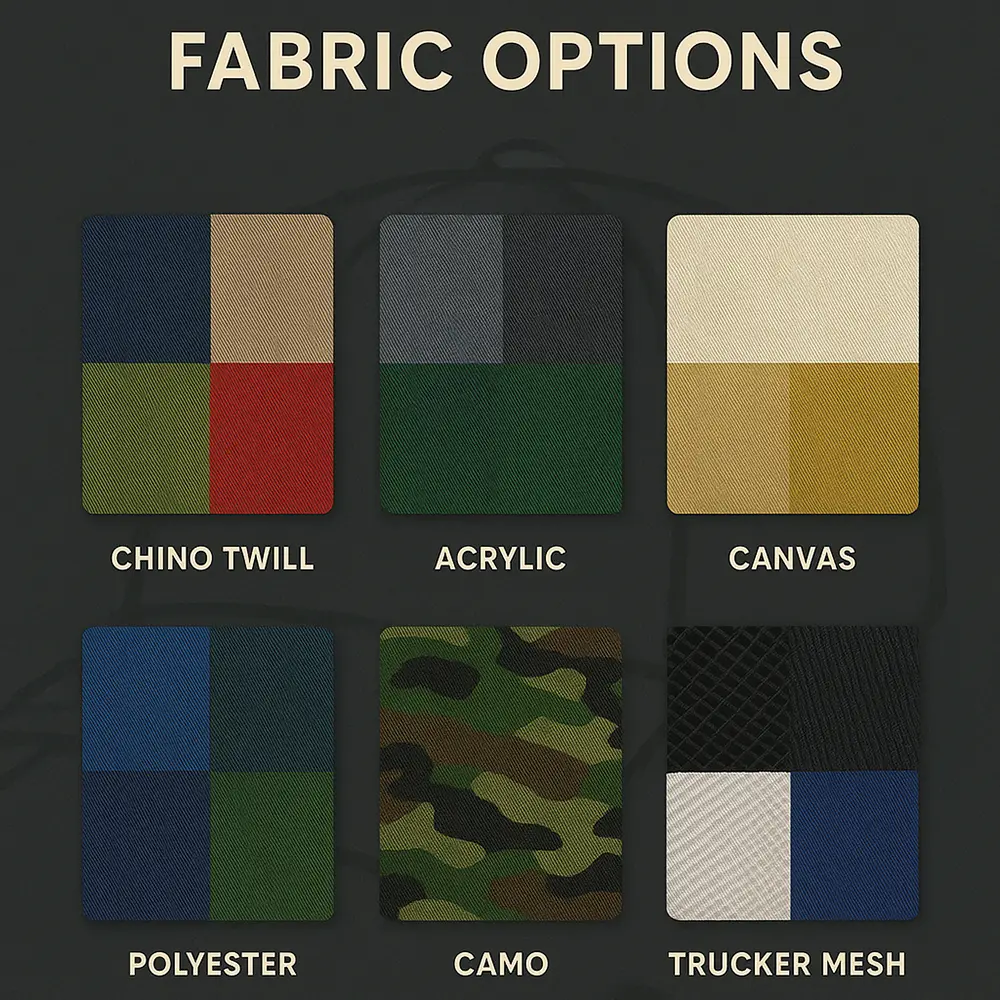 FABRIC OPTIONS
CHINO TWILL
ACRYLIC
CANVAS
POLYESTER
CAMO
TRUCKER MESH